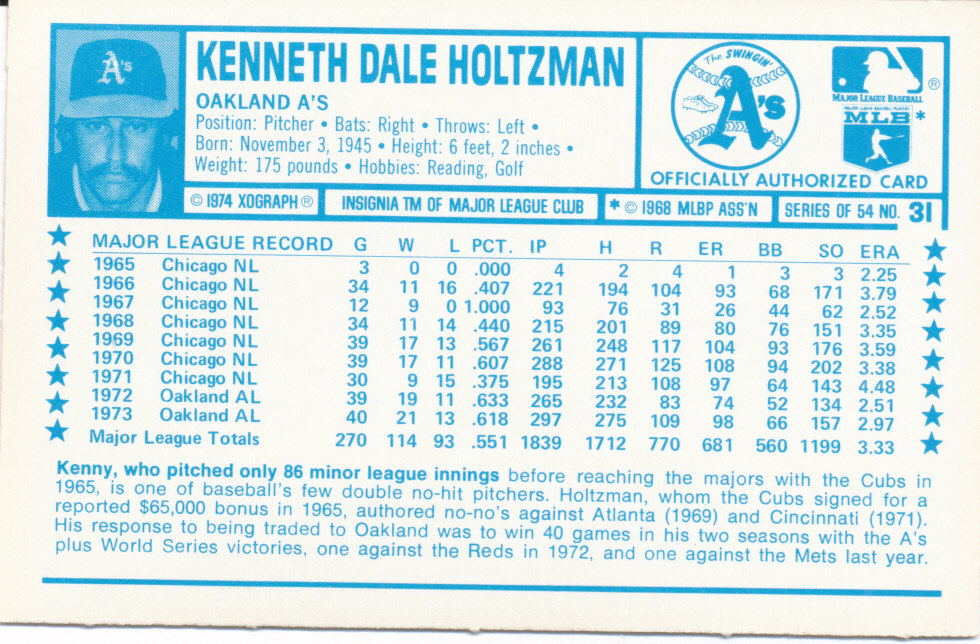 A's
KENNETH DALE HOLTZMAN
OAKLAND A'S
Position: Pitcher • Bats: Right • Throws: Left •
Born: November 3, 1945 • Height: 6 feet, 2 inches •
Weight: 175 pounds • Hobbies: Reading, Golf
The SWINGIN'
A's
MAJOR LEAGUE BASEBALL ®
MAJOR LEAGUE BASEBALL PLAYERS
MLB *
OFFICIALLY AUTHORIZED CARD
© 1974 XOGRAPH ® INSIGNIA TM OF MAJOR LEAGUE CLUB * © 1968 MLBP ASS'N SERIES OF 54 NO. 31
MAJOR LEAGUE RECORD G W L PCT. IP H R ER BB SO ERA
1965 Chicago NL 3 0 0 .000 4 2 4 1 3 3 2.25
1966 Chicago NL 34 11 16 .407 221 194 104 93 68 171 3.79
1967 Chicago NL 12 9 0 1.000 93 76 31 26 44 62 2.52
1968 Chicago NL 34 11 14 .440 215 201 89 80 76 151 3.35
1969 Chicago NL 39 17 13 .567 261 248 117 104 93 176 3.59
1970 Chicago NL 39 17 11 .607 288 271 125 108 94 202 3.38
1971 Chicago NL 30 9 15 .375 195 213 108 97 64 143 4.48
1972 Oakland AL 39 19 11 .633 265 232 83 74 52 134 2.51
1973 Oakland AL 40 21 13 .618 297 275 109 98 66 157 2.97
Major League Totals 270 114 93 .551 1839 1712 770 681 560 1199 3.33
Kenny, who pitched only 86 minor league innings before reaching the majors with the Cubs in
1965, is one of baseball's few double no-hit pitchers. Holtzman, whom the Cubs signed for a
reported $65,000 bonus in 1965, authored no-no's against Atlanta (1969) and Cincinnati (1971).
His response to being traded to Oakland was to win 40 games in his two seasons with the A's
plus World Series victories, one against the Reds in 1972, and one against the Mets last year.